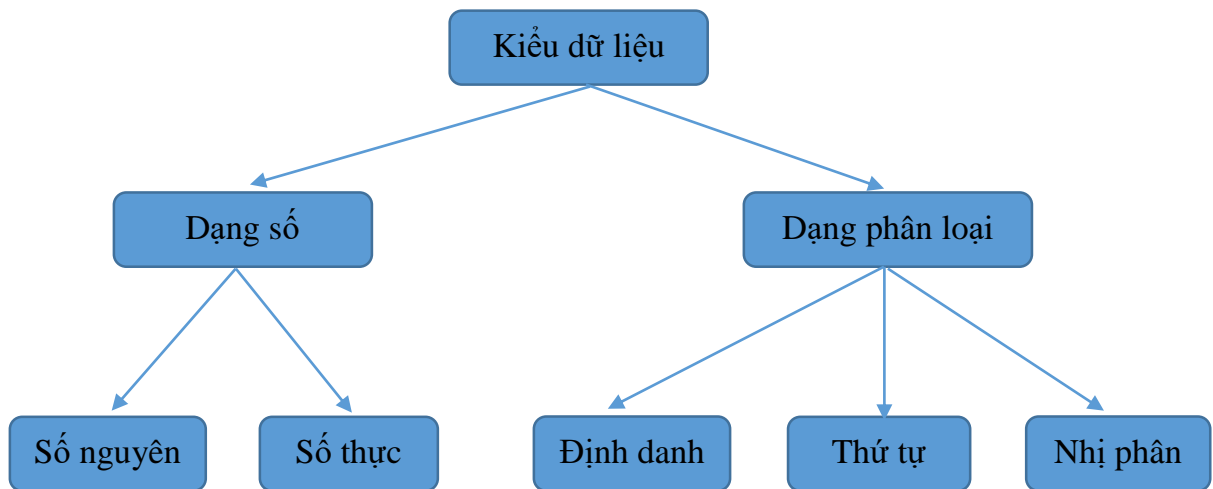 Kiểu dữ liệu
Dạng số
Dạng phân loại
Số nguyên
Số thực
Định danh
Thứ tự
Nhị phân